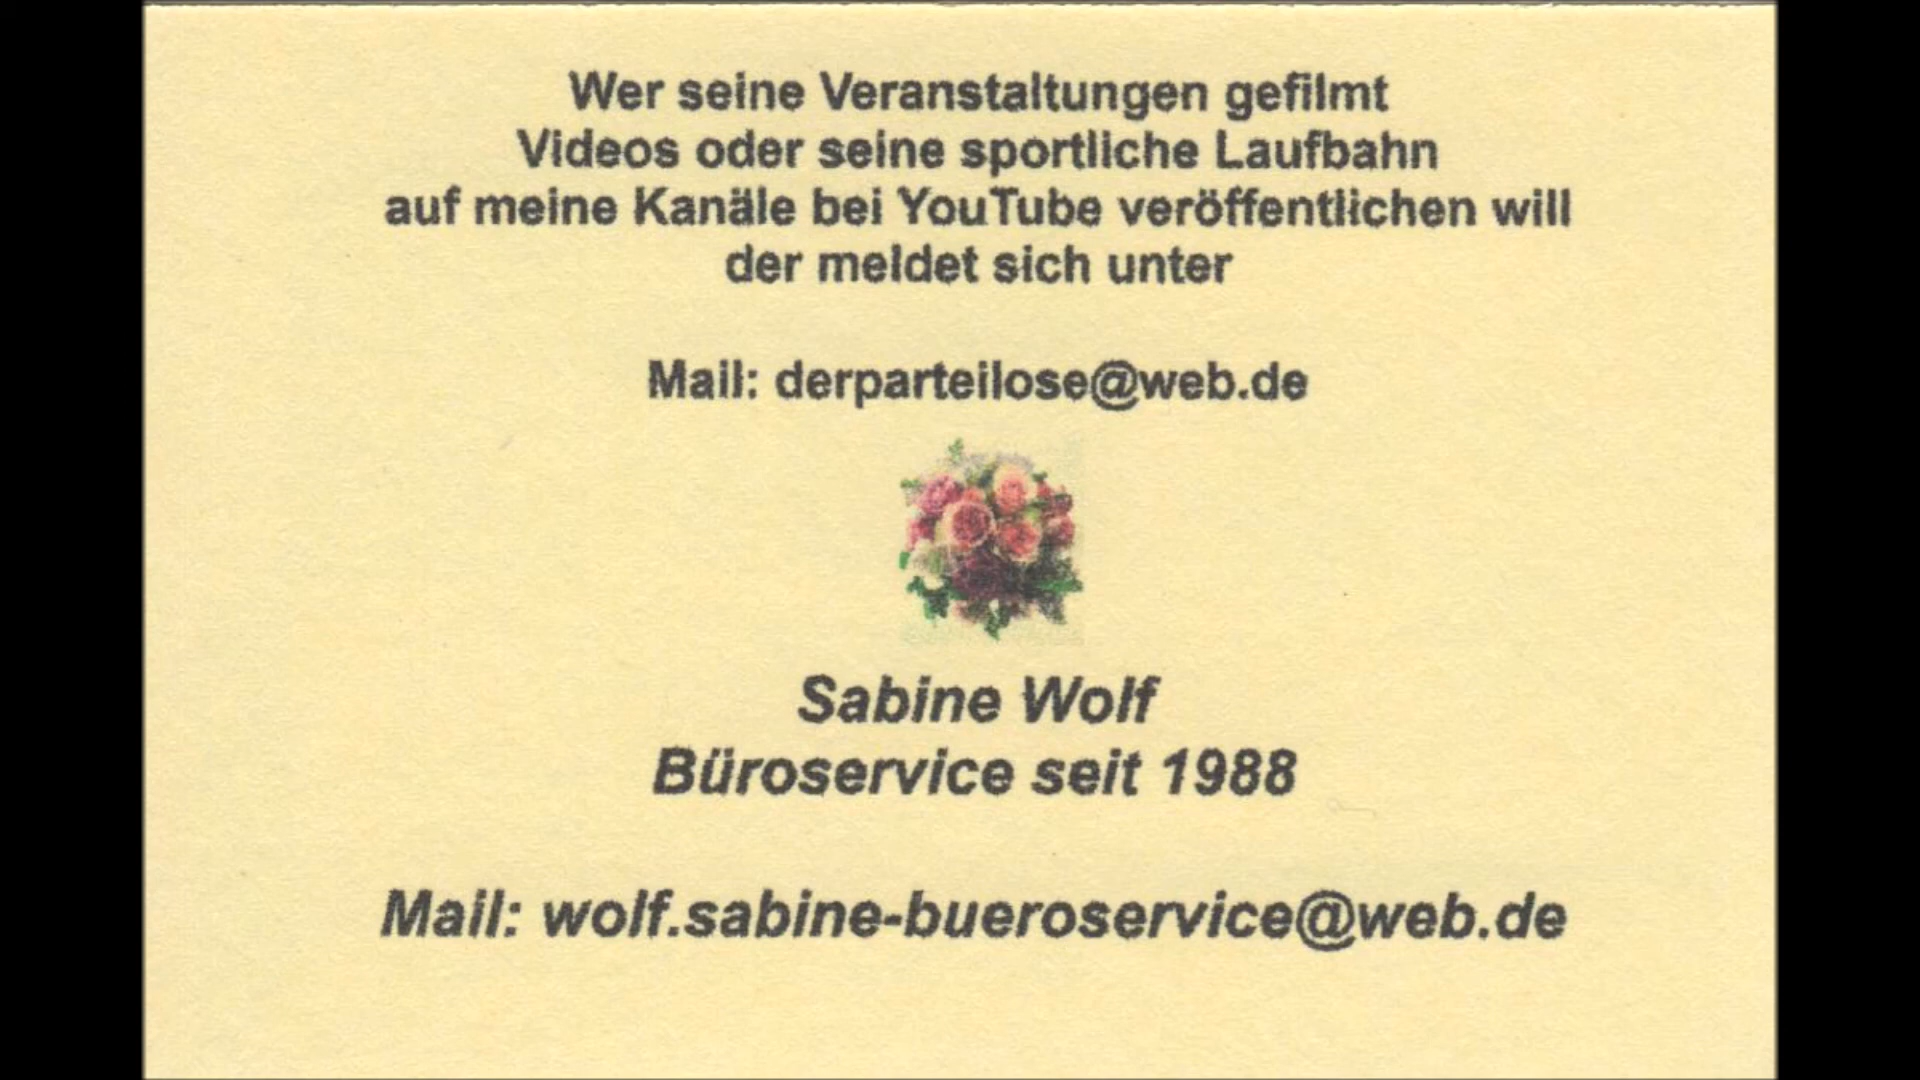 Wer seine Veranstaltungen gefilmt
Videos oder seine sportliche Laufbahn
auf meine Kanäle bei YouTube veröffentlichen will
der meldet sich unter
Mail: derparteilose@web.de
Sabine Wolf
Büroservice seit 1988
Mail: wolf.sabine-bueroservice@web.de